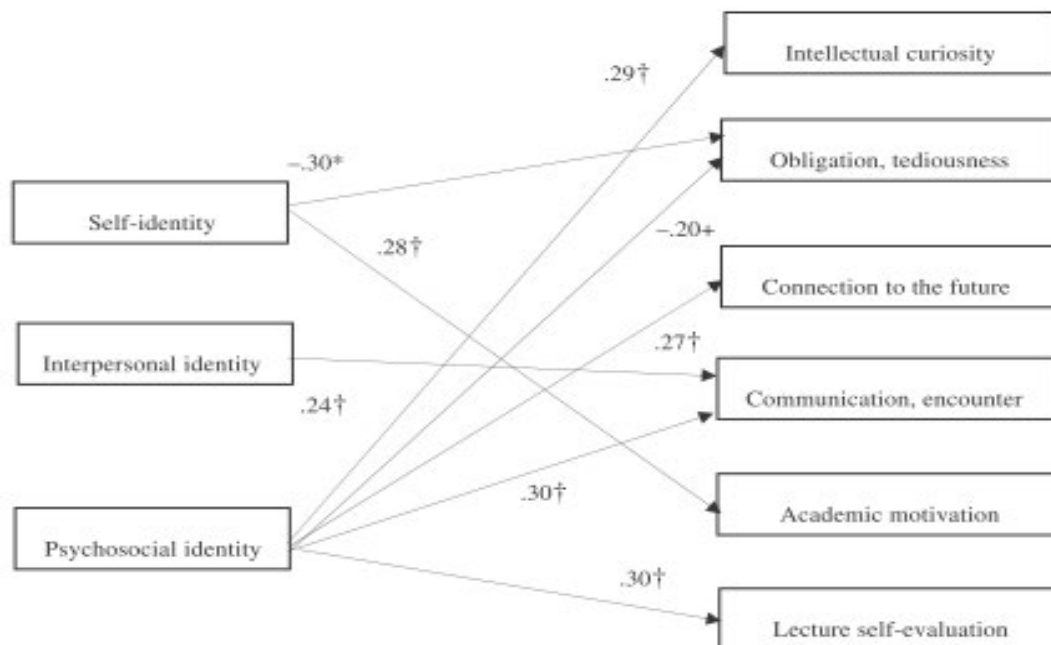 Intellectual curiosity
.29†
Obligation, tediousness
–.30*
Self-identity
–.20+
.28†
Connection to the future
.27†
Interpersonal identity
Communication, encounter
.24†
.30†
Academic motivation
Psychosocial identity
.30†
Lecture self-evaluation